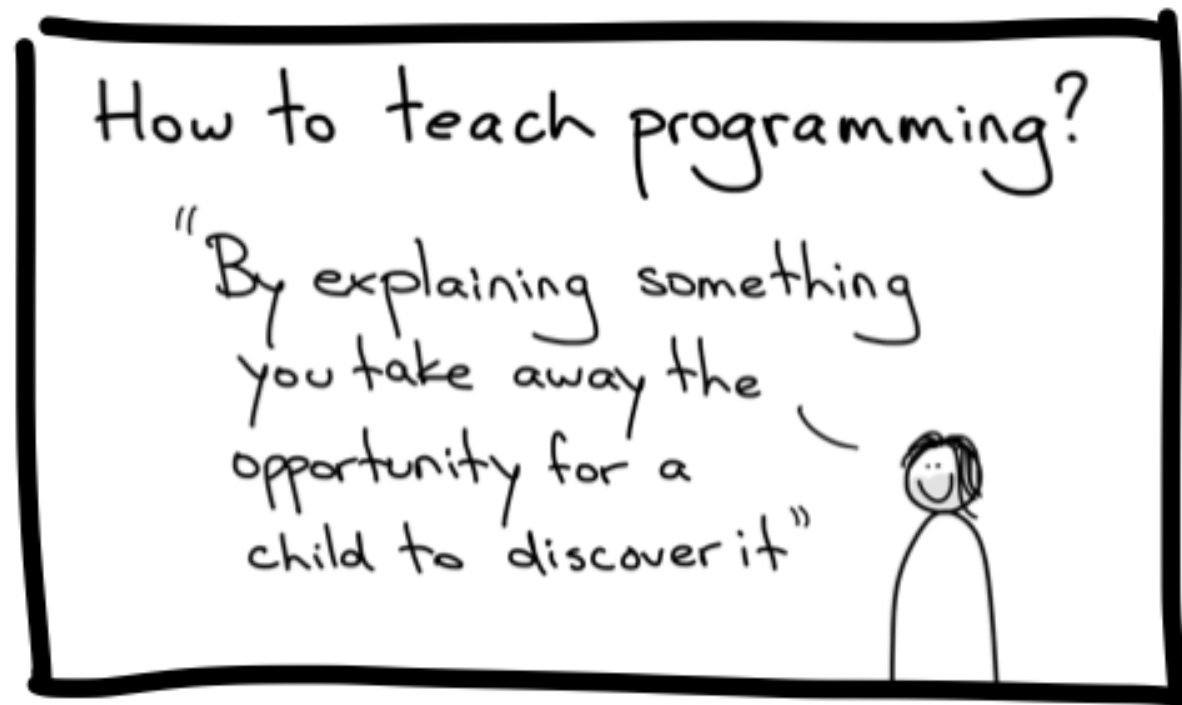 How to teach programming?
"By explaining something
you take away the
opportunity for a
child to discover it"